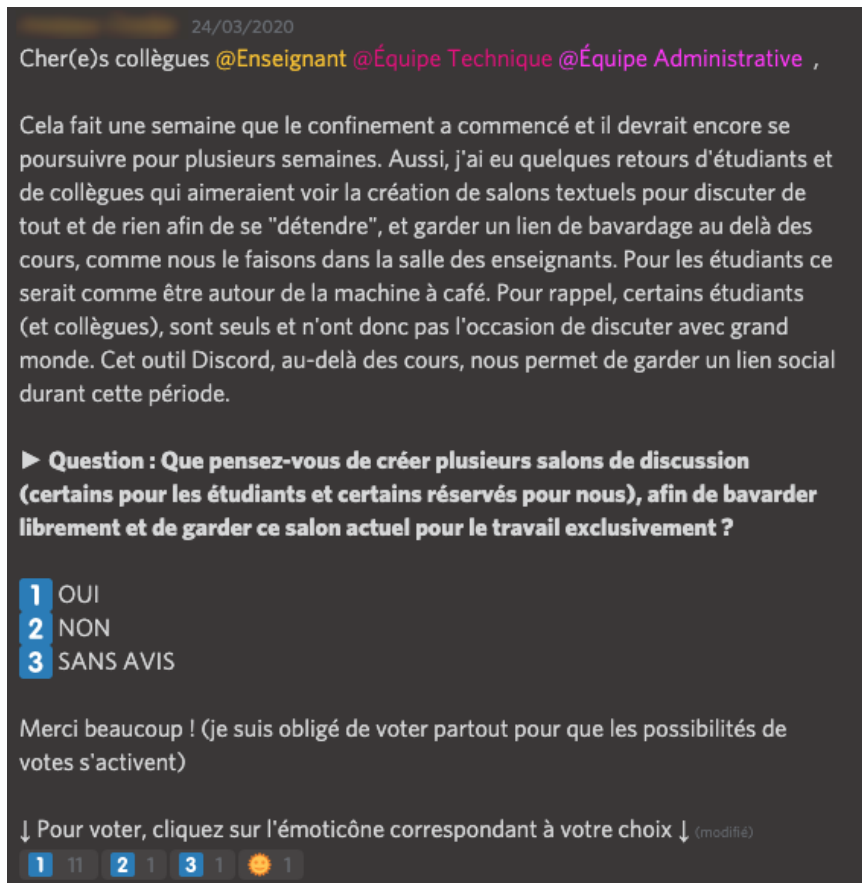 24/03/2020
Cher(e)s collègues @Enseignant @Équipe Technique @Équipe Administrative ,
Cela fait une semaine que le confinement a commencé et il devrait encore se
poursuivre pour plusieurs semaines. Aussi, j'ai eu quelques retours d'étudiants et
de collègues qui aimeraient voir la création de salons textuels pour discuter de
tout et de rien afin de se "détendre", et garder un lien de bavardage au delà des
cours, comme nous le faisons dans la salle des enseignants. Pour les étudiants ce
serait comme être autour de la machine à café. Pour rappel, certains étudiants
(et collègues), sont seuls et n'ont donc pas l'occasion de discuter avec grand
monde. Cet outil Discord, au-delà des cours, nous permet de garder un lien social
durant cette période.
► Question : Que pensez-vous de créer plusieurs salons de discussion
(certains pour les étudiants et certains réservés pour nous), afin de bavarder
librement et de garder ce salon actuel pour le travail exclusivement ?
1 OUI
2 NON
3 SANS AVIS
Merci beaucoup ! (je suis obligé de voter partout pour que les possibilités de
votes s'activent)
↓ Pour voter, cliquez sur l'émoticône correspondant à votre choix ↓ (modifié)
1 11 2 1 3 1 🌞 1